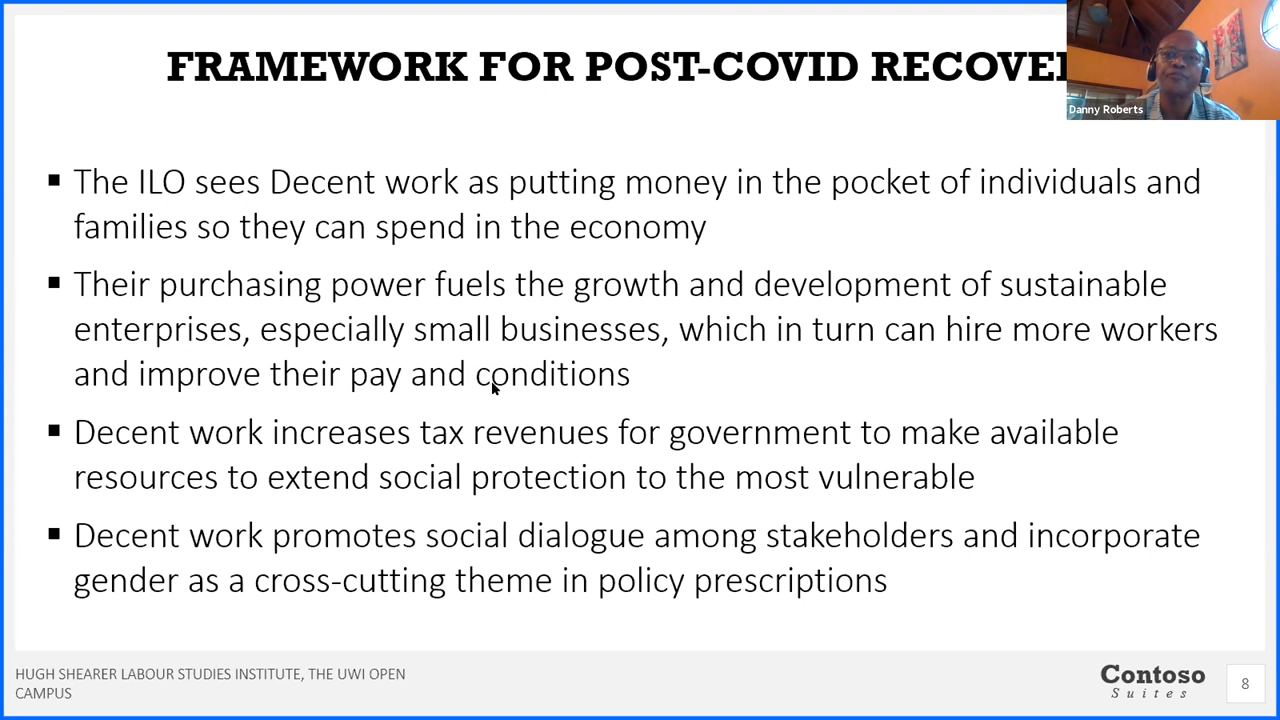 FRAMEWORK FOR POST-COVID RECOVE
Danny Roberts
▪ The ILO sees Decent work as putting money in the pocket of individuals and
families so they can spend in the economy
▪ Their purchasing power fuels the growth and development of sustainable
enterprises, especially small businesses, which in turn can hire more workers
and improve their pay and conditions
▪ Decent work increases tax revenues for government to make available
resources to extend social protection to the most vulnerable
▪ Decent work promotes social dialogue among stakeholders and incorporate
gender as a cross-cutting theme in policy prescriptions
HUGH SHEARER LABOUR STUDIES INSTITUTE, THE UWI OPEN
CAMPUS
Contoso
Suites
8